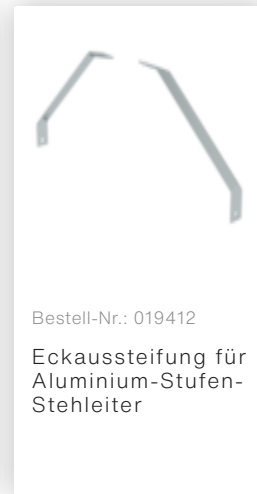 Bestell-Nr.: 019412
Eckaussteifung für
Aluminium-Stufen-
Stehleiter